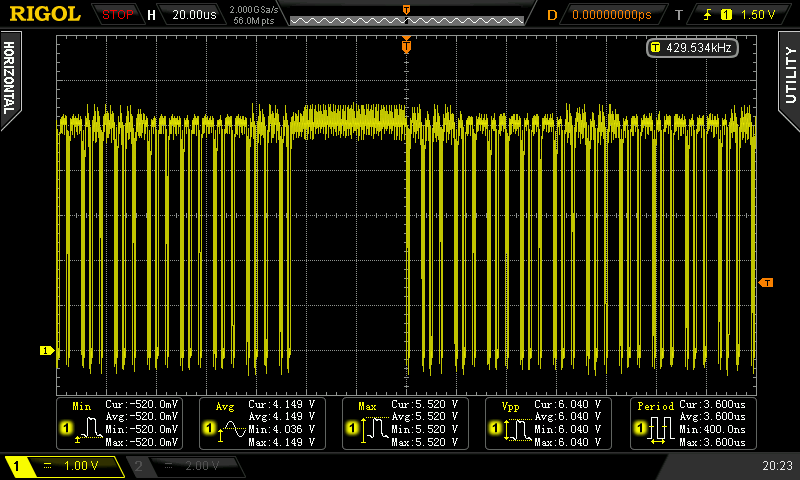 RIGOL STOP H 20.00us 2.000GSa/s 56.0M pts T D 0.00000000ps T 1 1.50 V
HORIZONTAL
T
T 429.534kHz
UTILITY
T
1
Min Cur:-520.0mV
Avg:-520.0mV
1 Min:-520.0mV
Max:-520.0mV
Avg Cur:4.149 V
Avg:4.149 V
1 Min:4.036 V
Max:4.149 V
Max Cur:5.520 V
Avg:5.520 V
1 Min:5.520 V
Max:5.520 V
Vpp Cur:6.040 V
Avg:6.040 V
1 Min:6.040 V
Max:6.040 V
Period Cur:3.600us
Avg:3.600us
1 Min:400.0ns
Max:3.600us
1 1.00 V 2 2.00 V 20:23